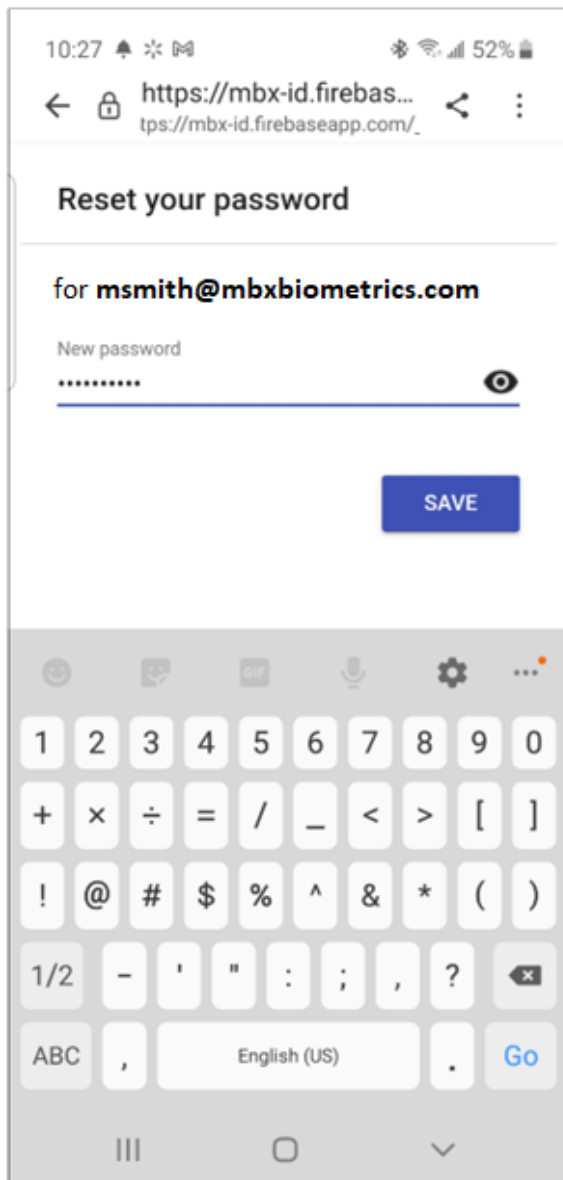 10:27 52%
https://mbx-id.firebas...
tps://mbx-id.firebaseapp.com/_
Reset your password
for msmith@mbxbiometrics.com
New password
••••••••••
SAVE
GIF
1 2 3 4 5 6 7 8 9 0
+ × ÷ = / _ < > [ ]
! @ # $ % ^ & * ( )
1/2 - ' " : ; , ?
ABC , English (US) . Go